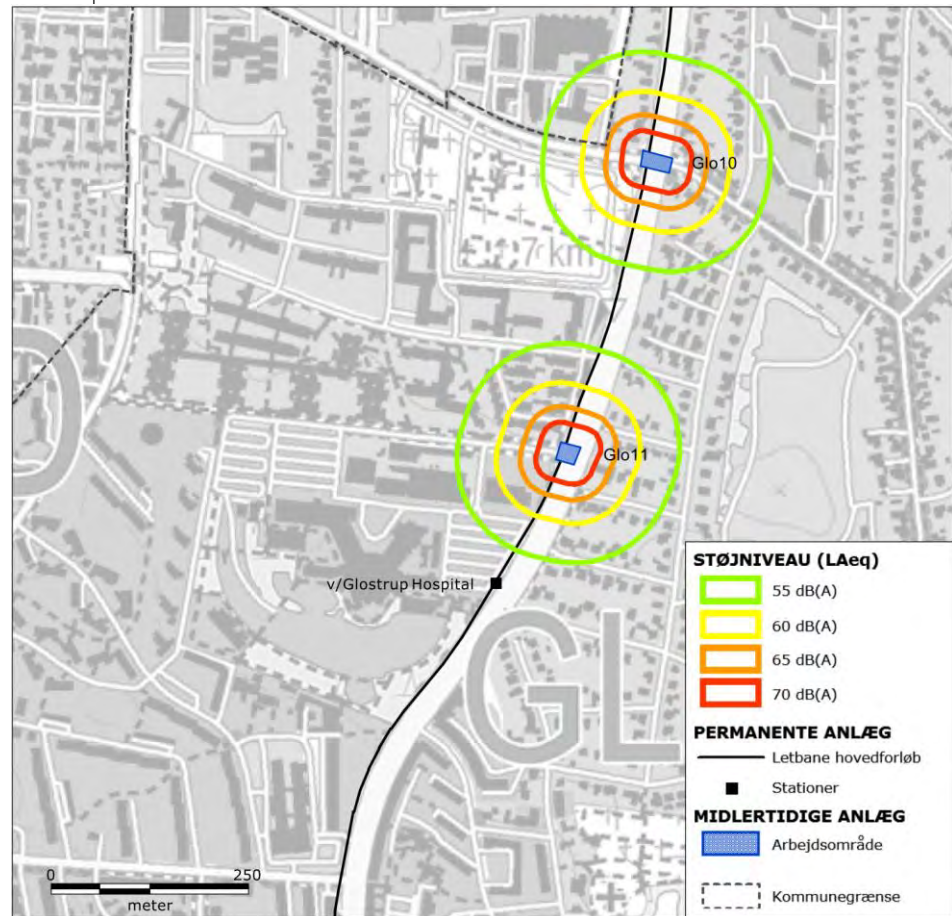 Glo10
7 km
Glo11
v/Glostrup Hospital
GL
0 250
meter
STØJNIVEAU (LAeq)
55 dB(A)
60 dB(A)
65 dB(A)
70 dB(A)
PERMANENTE ANLÆG
Letbane hovedforløb
Stationer
MIDLERTIDIGE ANLÆG
Arbejdsområde
Kommunegrænse